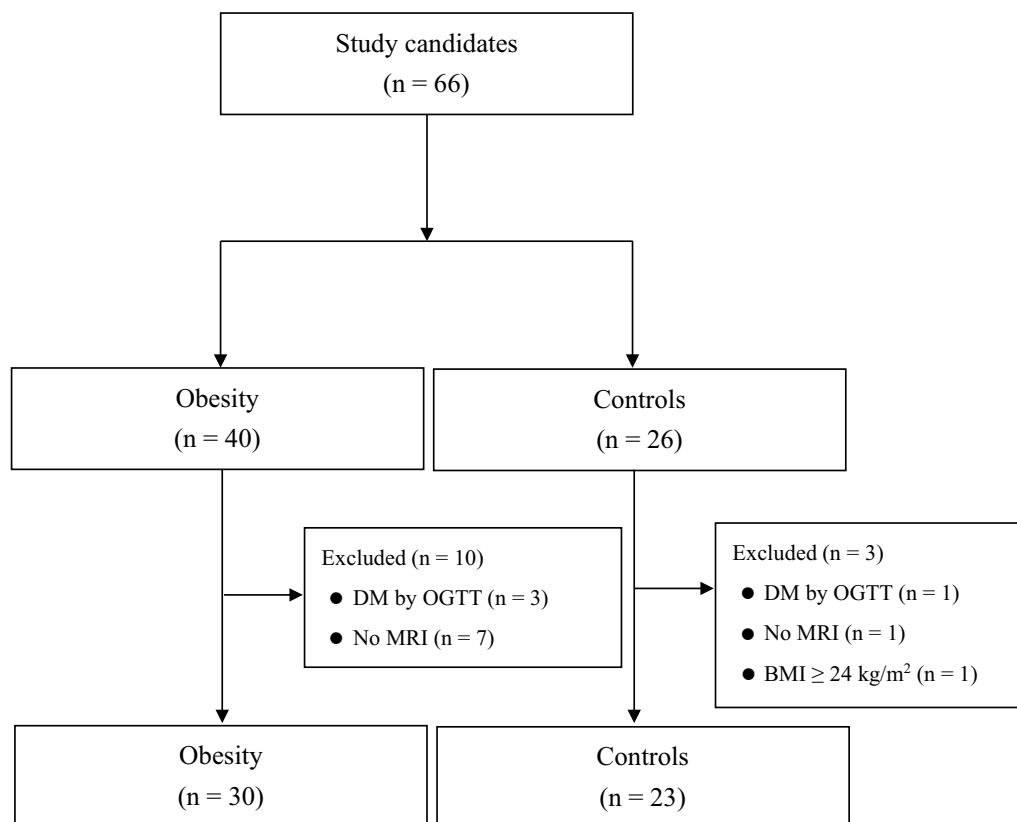 Study candidates
(n = 66)
Obesity
(n = 40)
Controls
(n = 26)
Excluded (n = 10)
● DM by OGTT (n = 3)
● No MRI (n = 7)
Excluded (n = 3)
● DM by OGTT (n = 1)
● No MRI (n = 1)
● BMI ≥ 24 kg/m² (n = 1)
Obesity
(n = 30)
Controls
(n = 23)